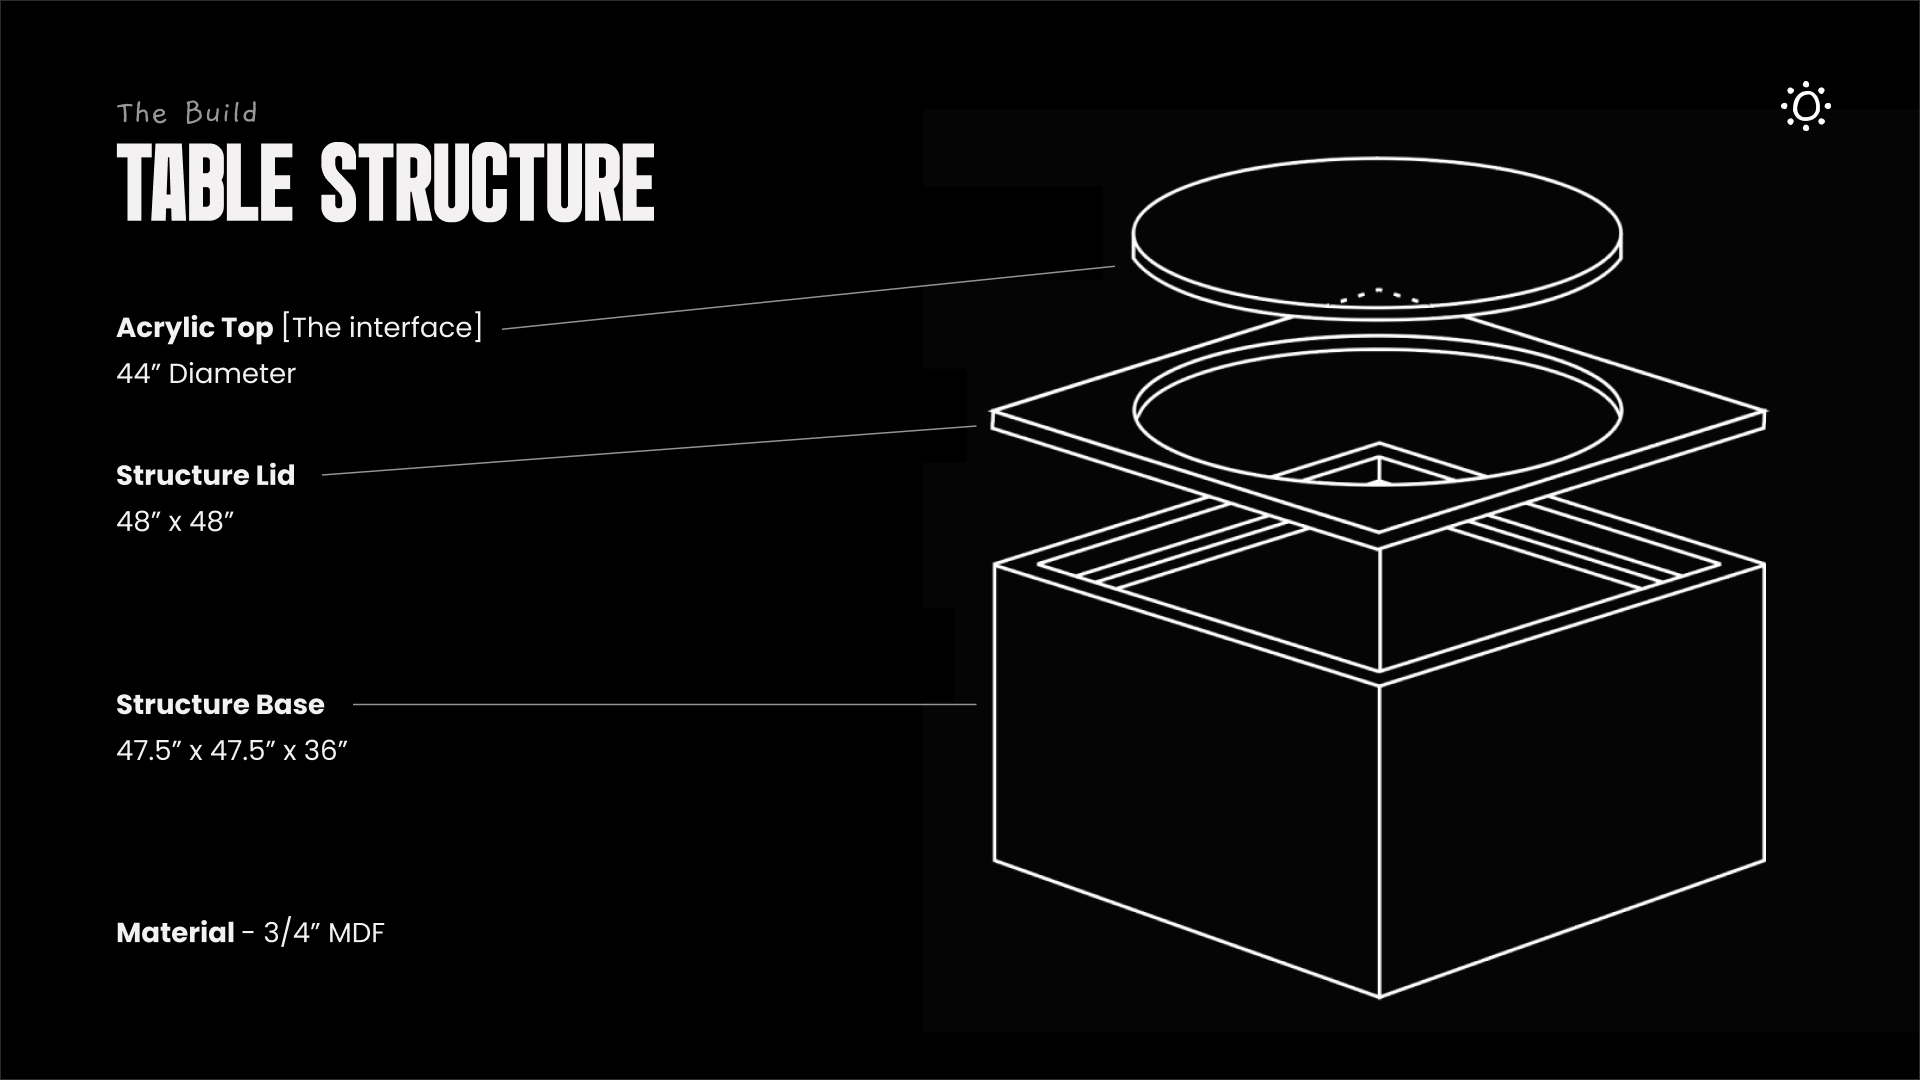 The Build
TABLE STRUCTURE
Acrylic Top [The interface]
44” Diameter
Structure Lid
48” x 48”
Structure Base
47.5” x 47.5” x 36”
Material - 3/4” MDF